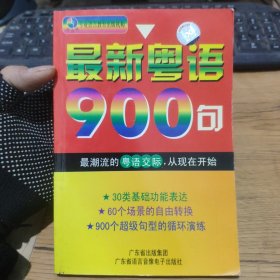 最新粤语
900句
最潮流的粤语交际,从现在开始
★30类基础功能表达
★60个场景的自由转换
★900个超级句型的循环演练
广东省出版集团
广东省语言音像电子出版社